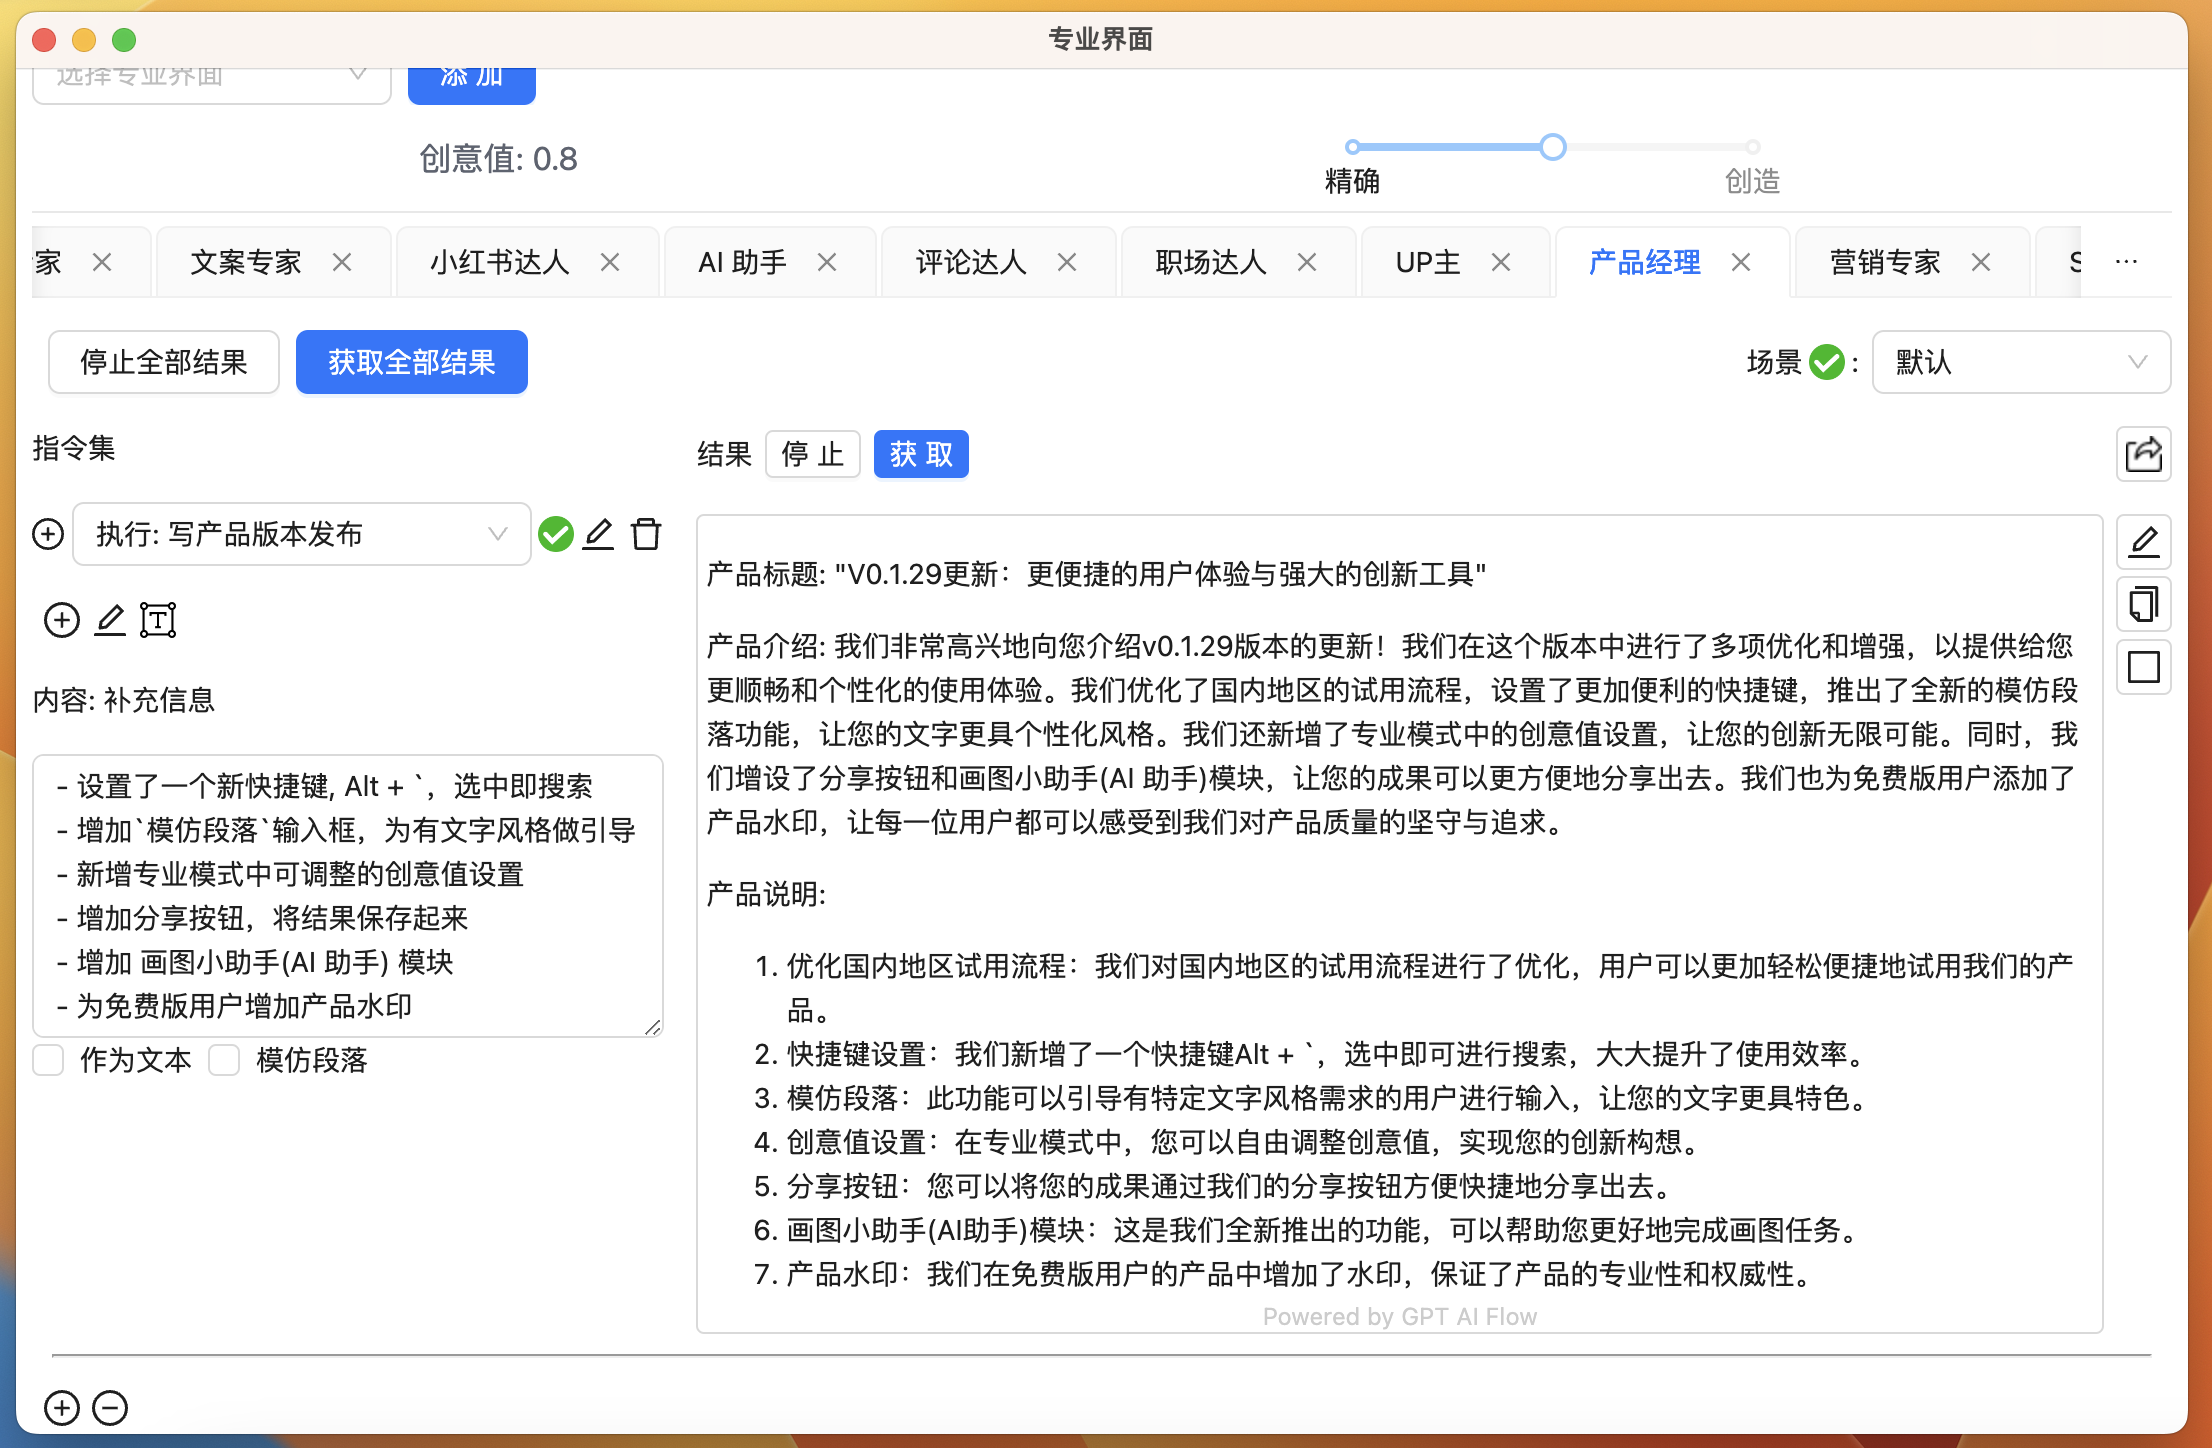 专业界面
选择专业界面
添 加
创意值: 0.8
精确
创造
家
文案专家
小红书达人
AI 助手
评论达人
职场达人
UP主
产品经理
营销专家
S
停止全部结果
获取全部结果
场景 :
默认
指令集
结果
停 止
获 取
执行: 写产品版本发布
内容: 补充信息
- 设置了一个新快捷键, Alt + `，选中即搜索
- 增加`模仿段落`输入框，为有文字风格做引导
- 新增专业模式中可调整的创意值设置
- 增加分享按钮，将结果保存起来
- 增加 画图小助手(AI 助手) 模块
- 为免费版用户增加产品水印
作为文本
模仿段落
产品标题: "V0.1.29更新：更便捷的用户体验与强大的创新工具"
产品介绍: 我们非常高兴地向您介绍v0.1.29版本的更新！我们在这个版本中进行了多项优化和增强，以提供给您
更顺畅和个性化的使用体验。我们优化了国内地区的试用流程，设置了更加便利的快捷键，推出了全新的模仿段
落功能，让您的文字更具个性化风格。我们还新增了专业模式中的创意值设置，让您的创新无限可能。同时，我
们增设了分享按钮和画图小助手(AI 助手)模块，让您的成果可以更方便地分享出去。我们也为免费版用户添加了
产品水印，让每一位用户都可以感受到我们对产品质量的坚守与追求。
产品说明:
1. 优化国内地区试用流程：我们对国内地区的试用流程进行了优化，用户可以更加轻松便捷地试用我们的产
品。
2. 快捷键设置：我们新增了一个快捷键Alt + `，选中即可进行搜索，大大提升了使用效率。
3. 模仿段落：此功能可以引导有特定文字风格需求的用户进行输入，让您的文字更具特色。
4. 创意值设置：在专业模式中，您可以自由调整创意值，实现您的创新构想。
5. 分享按钮：您可以将您的成果通过我们的分享按钮方便快捷地分享出去。
6. 画图小助手(AI助手)模块：这是我们全新推出的功能，可以帮助您更好地完成画图任务。
7. 产品水印：我们在免费版用户的产品中增加了水印，保证了产品的专业性和权威性。
Powered by GPT AI Flow